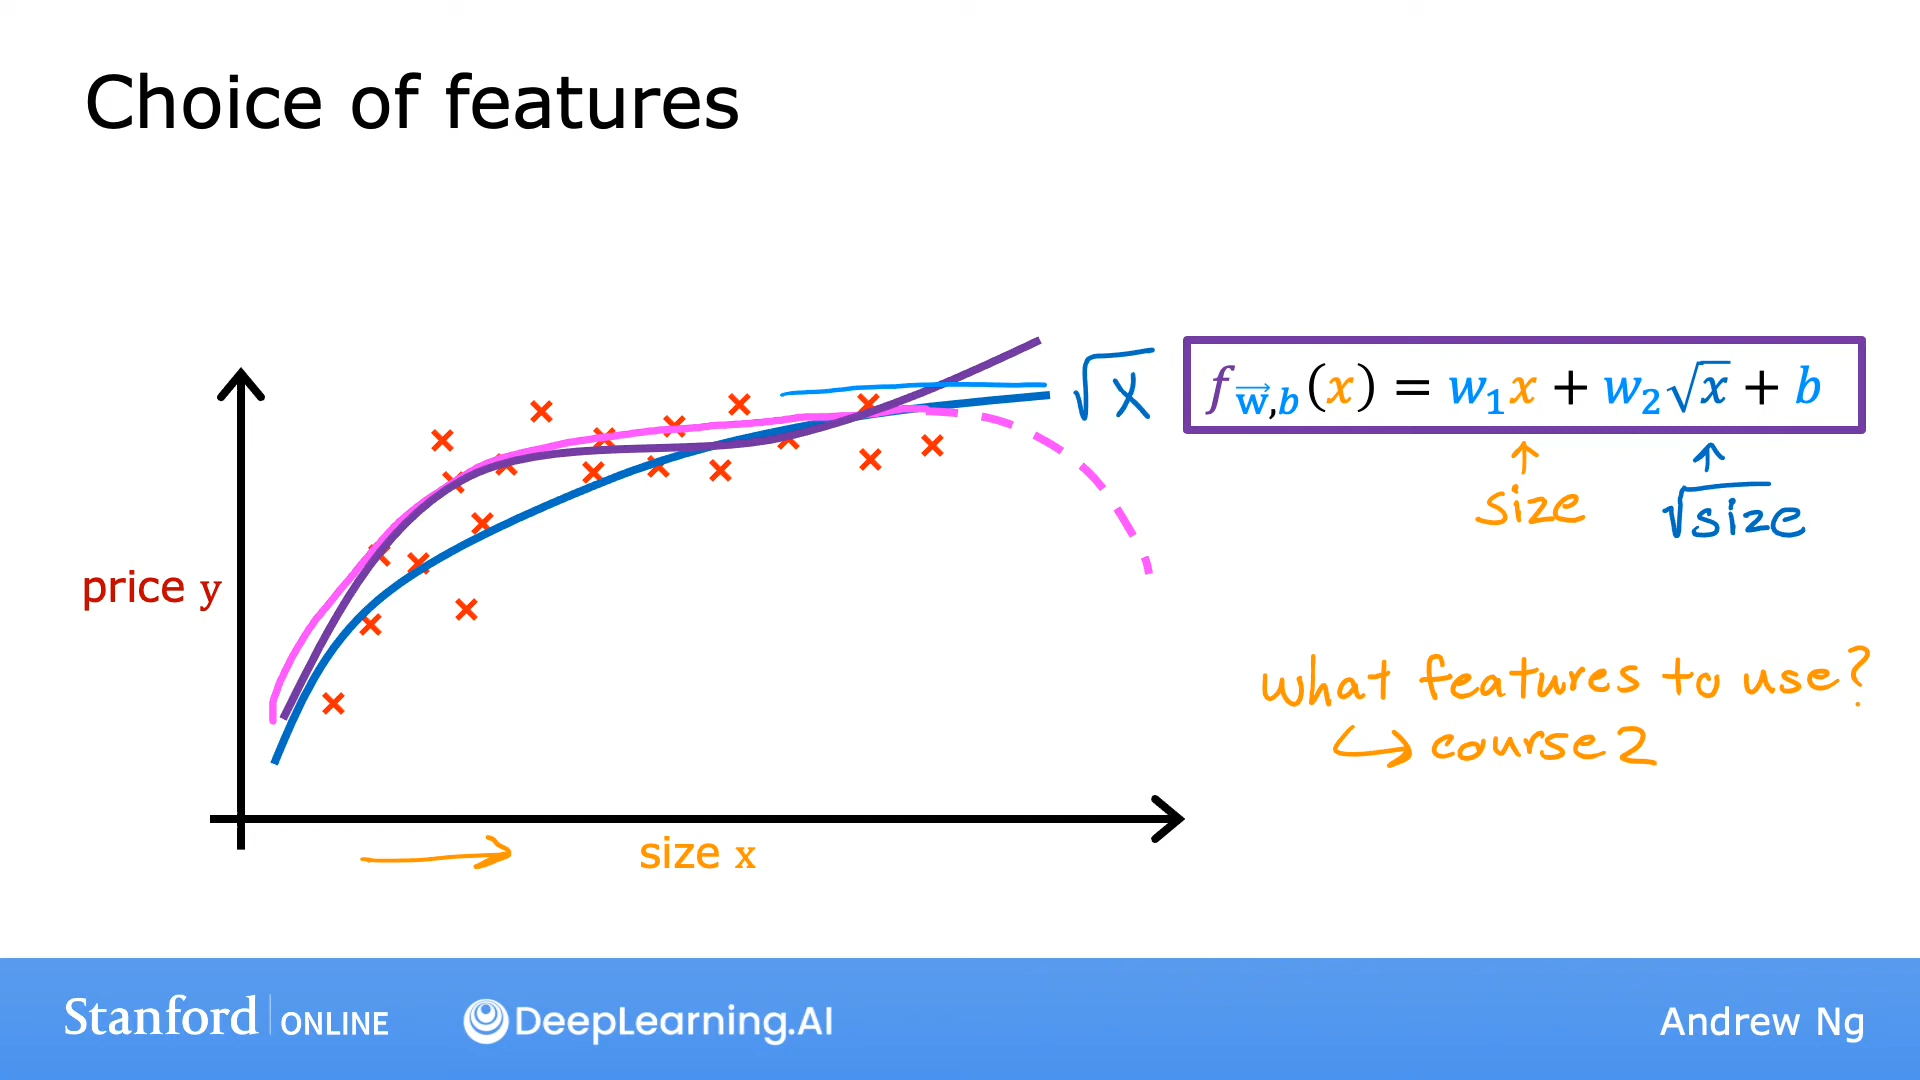 Choice of features
√x
f w⃗,b (x) = w₁x + w₂√x + b
size
√size
price y
what features to use?
↳ course 2
size x
Stanford | ONLINE
DeepLearning.AI
Andrew Ng